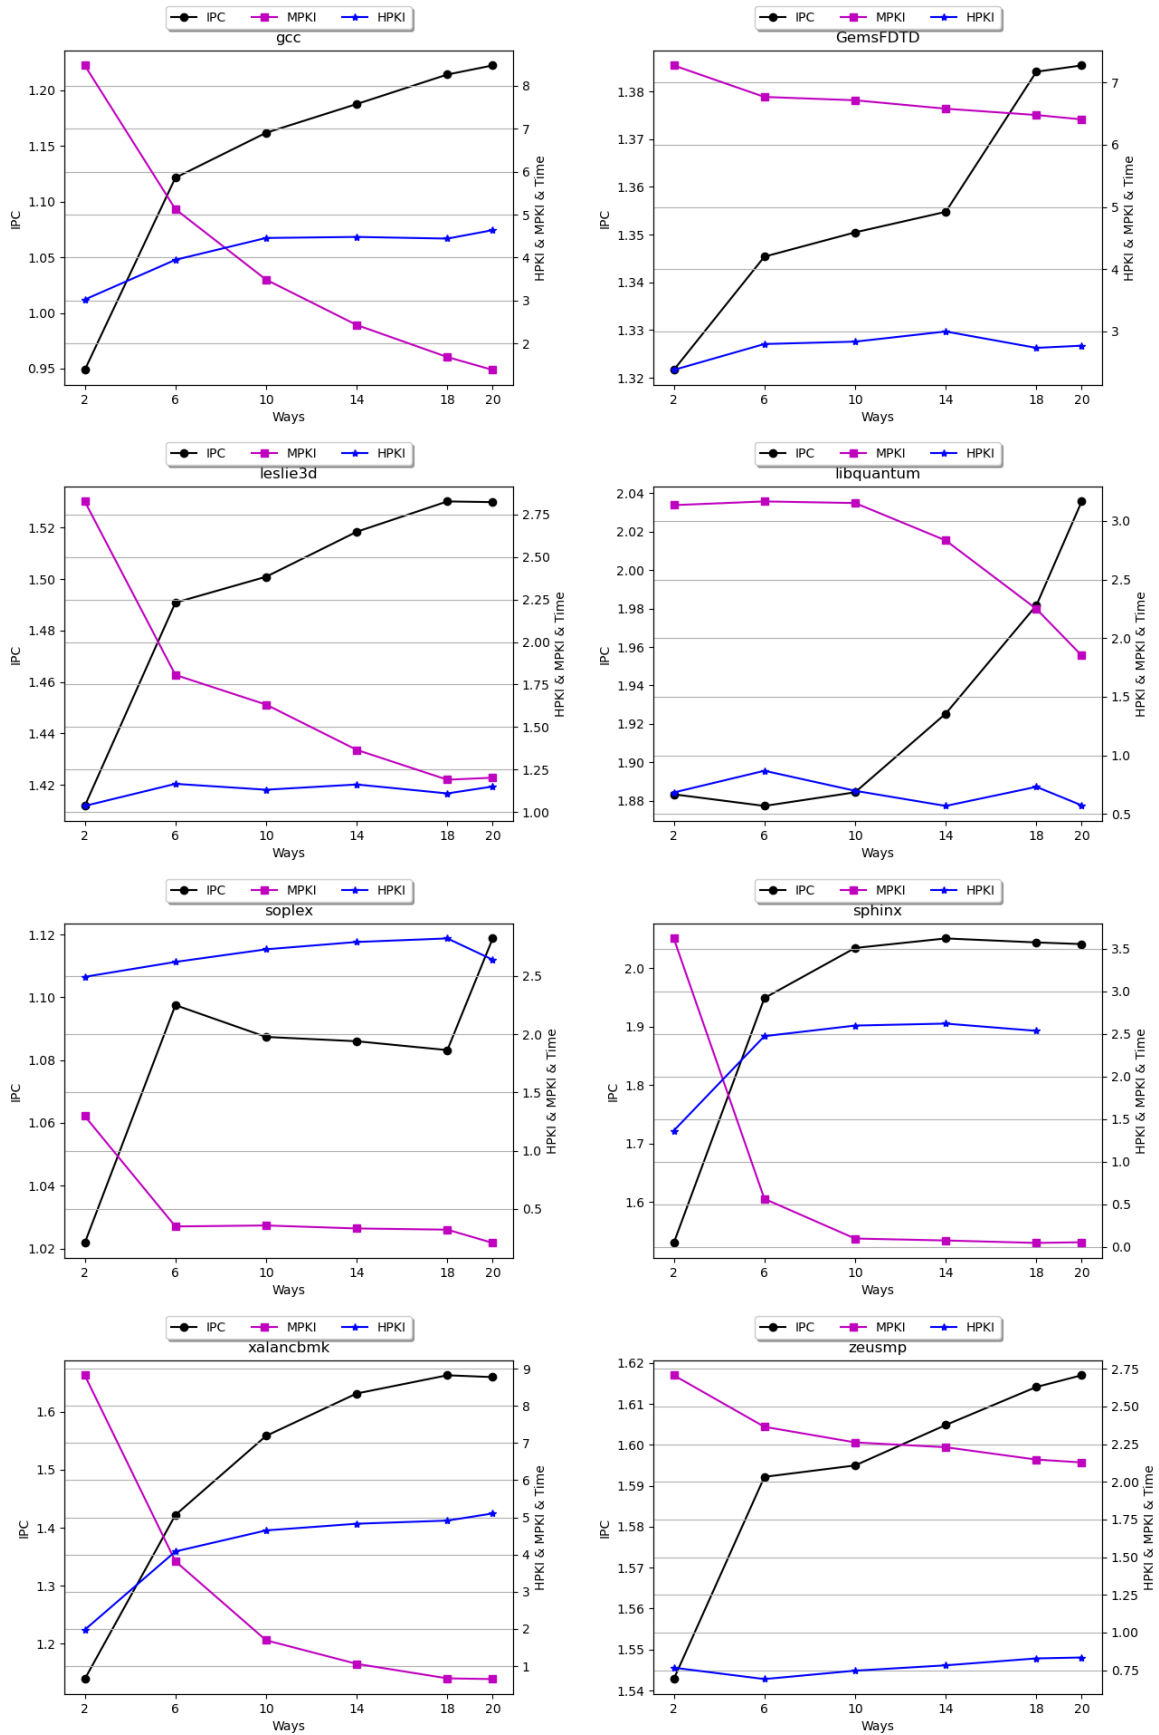 IPC MPKI HPKI
gcc
1.20
1.15
1.10
1.05
1.00
0.95
IPC
8
7
6
5
4
3
2
HPKI & MPKI & Time
2 6 10 14 18 20
Ways
IPC MPKI HPKI
GemsFDTD
1.38
1.37
1.36
1.35
1.34
1.33
1.32
IPC
7
6
5
4
3
HPKI & MPKI & Time
2 6 10 14 18 20
Ways
IPC MPKI HPKI
leslie3d
1.52
1.50
1.48
1.46
1.44
1.42
IPC
2.75
2.50
2.25
2.00
1.75
1.50
1.25
1.00
HPKI & MPKI & Time
2 6 10 14 18 20
Ways
IPC MPKI HPKI
libquantum
2.04
2.02
2.00
1.98
1.96
1.94
1.92
1.90
1.88
IPC
3.0
2.5
2.0
1.5
1.0
0.5
HPKI & MPKI & Time
2 6 10 14 18 20
Ways
IPC MPKI HPKI
soplex
1.12
1.10
1.08
1.06
1.04
1.02
IPC
2.5
2.0
1.5
1.0
0.5
HPKI & MPKI & Time
2 6 10 14 18 20
Ways
IPC MPKI HPKI
sphinx
2.0
1.9
1.8
1.7
1.6
IPC
3.5
3.0
2.5
2.0
1.5
1.0
0.5
0.0
HPKI & MPKI & Time
2 6 10 14 18 20
Ways
IPC MPKI HPKI
xalancbmk
1.6
1.5
1.4
1.3
1.2
IPC
9
8
7
6
5
4
3
2
1
HPKI & MPKI & Time
2 6 10 14 18 20
Ways
IPC MPKI HPKI
zeusmp
1.62
1.61
1.60
1.59
1.58
1.57
1.56
1.55
1.54
IPC
2.75
2.50
2.25
2.00
1.75
1.50
1.25
1.00
0.75
HPKI & MPKI & Time
2 6 10 14 18 20
Ways